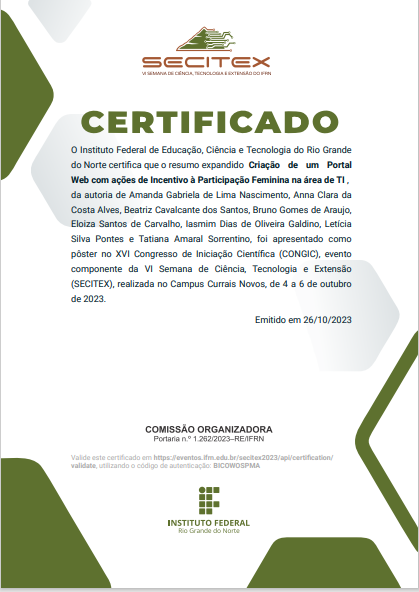 SECITEX
VI SEMANA DE CIÊNCIA, TECNOLOGIA E EXTENSÃO DO IFRN
CERTIFICADO
O Instituto Federal de Educação, Ciência e Tecnologia do Rio Grande
do Norte certifica que o resumo expandido Criação de um Portal
Web com ações de Incentivo à Participação Feminina na área de TI ,
da autoria de Amanda Gabriela de Lima Nascimento, Anna Clara da
Costa Alves, Beatriz Cavalcante dos Santos, Bruno Gomes de Araujo,
Eloiza Santos de Carvalho, Iasmim Dias de Oliveira Galdino, Letícia
Silva Pontes e Tatiana Amaral Sorrentino, foi apresentado como
pôster no XVI Congresso de Iniciação Científica (CONGIC), evento
componente da VI Semana de Ciência, Tecnologia e Extensão
(SECITEX), realizada no Campus Currais Novos, de 4 a 6 de outubro
de 2023.
Emitido em 26/10/2023
COMISSÃO ORGANIZADORA
Portaria n.º 1.262/2023–RE/IFRN
Valide este certificado em https://eventos.ifrn.edu.br/secitex2023/api/certification/
validate, utilizando o código de autenticação: BICOWOSPMA
INSTITUTO FEDERAL
Rio Grande do Norte